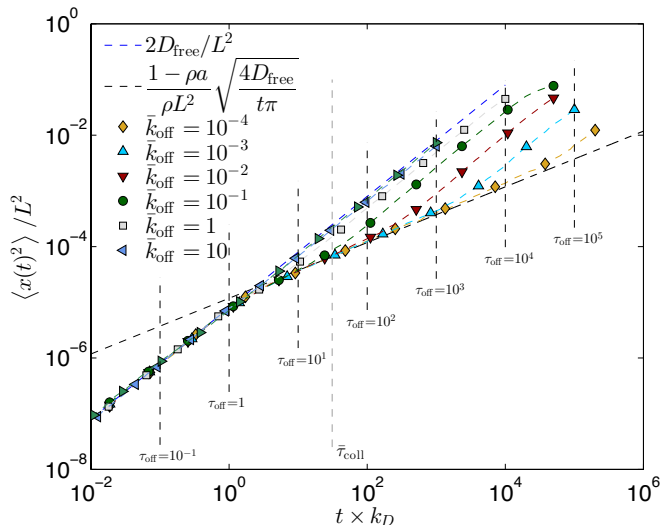 10^0
10^-2
10^-4
10^-6
10^-8
⟨x(t)^2⟩/L^2
2D_free/L^2
(1 − ρa)/(ρL^2) √(4D_free/(tπ))
k̄_off = 10^-4
k̄_off = 10^-3
k̄_off = 10^-2
k̄_off = 10^-1
k̄_off = 1
k̄_off = 10
τ_off=10^5
τ_off=10^4
τ_off=10^3
τ_off=10^2
τ_off=10^1
τ_off=1
τ_off=10^-1
τ̄_coll
10^-2 10^0 10^2 10^4 10^6
t × k_D